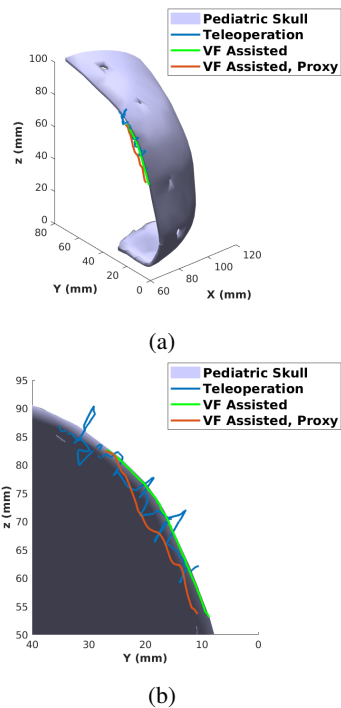 Pediatric Skull
Teleoperation
VF Assisted
VF Assisted, Proxy
100
80
60
40
20
0
z (mm)
80
60
40
20
0
Y (mm)
60
80
100
120
X (mm)
(a)
Pediatric Skull
Teleoperation
VF Assisted
VF Assisted, Proxy
95
90
85
80
75
70
65
60
55
50
z (mm)
40
30
20
10
0
Y (mm)
(b)